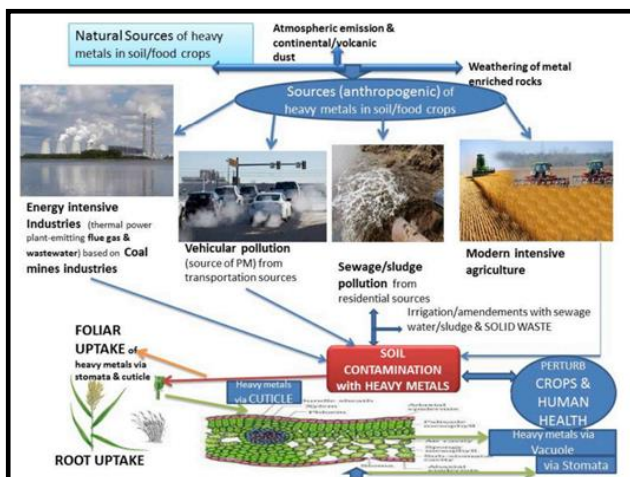 Natural Sources of heavy
metals in soil/food crops
Atmospheric emission &
continental/volcanic
dust
Weathering of metal
enriched rocks
Sources (anthropogenic) of
heavy metals in soil/food crops
Energy intensive
Industries (thermal power
plant-emitting flue gas &
wastewater) based on Coal
mines industries
Vehicular pollution
(source of PM) from
transportation sources
Sewage/sludge
pollution from
residential sources
Modern intensive
agriculture
Irrigation/amendements with sewage
water/sludge & SOLID WASTE
FOLIAR
UPTAKE of
heavy metals via
stomata & cuticle
SOIL
CONTAMINATION
with HEAVY METALS
PERTURB
CROPS &
HUMAN
HEALTH
Heavy metals
via CUTICLE
ROOT UPTAKE
Heavy metals via
Vacuole
via Stomata